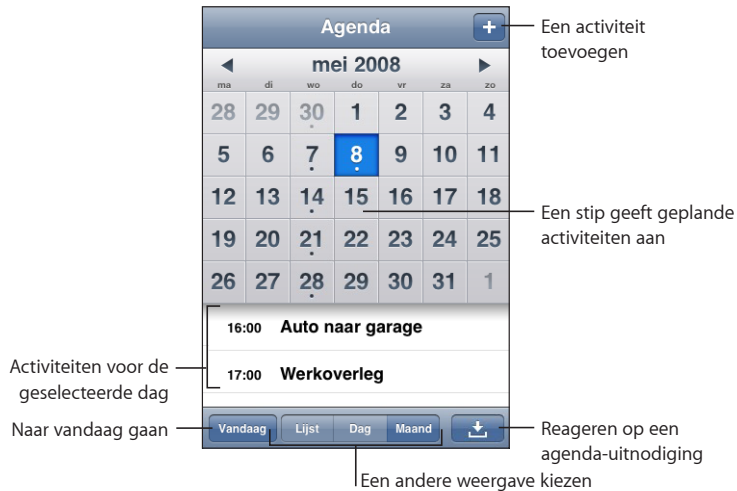 Agenda
+
Een activiteit
toevoegen
mei 2008
ma di wo do vr za zo
28 29 30 1 2 3 4
5 6 7 8 9 10 11
12 13 14 15 16 17 18
Een stip geeft geplande
activiteiten aan
19 20 21 22 23 24 25
26 27 28 29 30 31 1
16:00 Auto naar garage
17:00 Werkoverleg
Activiteiten voor de
geselecteerde dag
Naar vandaag gaan
Vandaag Lijst Dag Maand
Reageren op een
agenda-uitnodiging
Een andere weergave kiezen